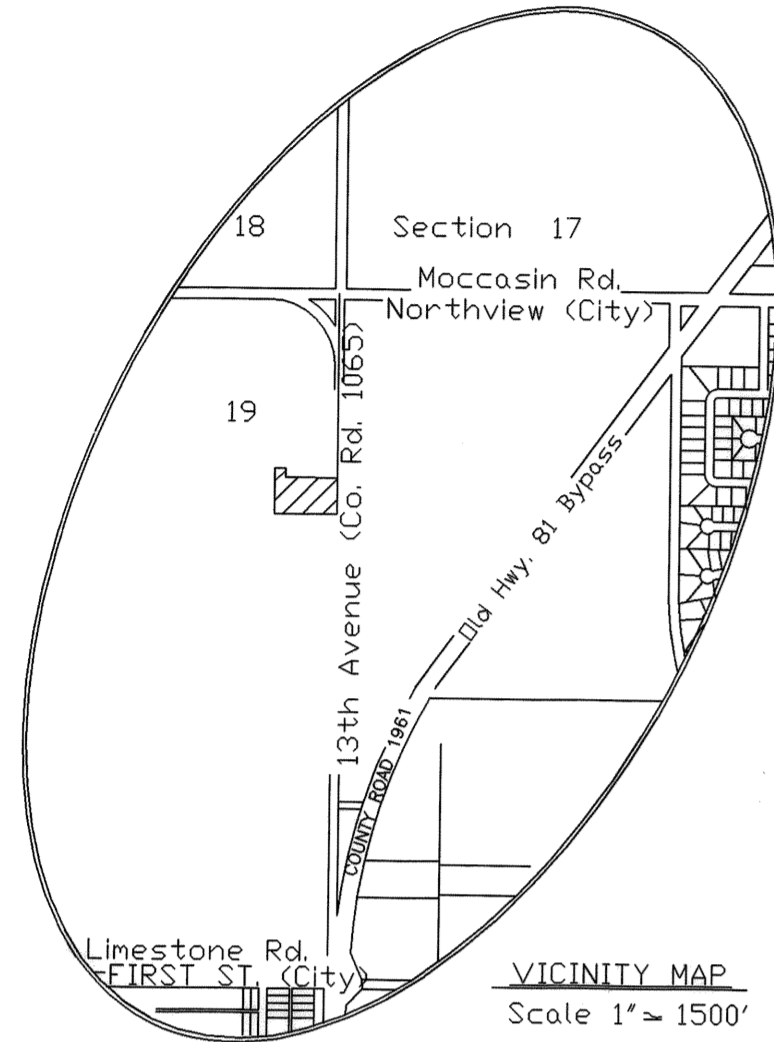 18
Section 17
Moccasin Rd.
Northview (City)
19
13th Avenue (Co. Rd. 1065)
Old Hwy. 81 Bypass
COUNTY ROAD 1961
Limestone Rd.
FIRST ST. (City)
VICINITY MAP
Scale 1" ≃ 1500'